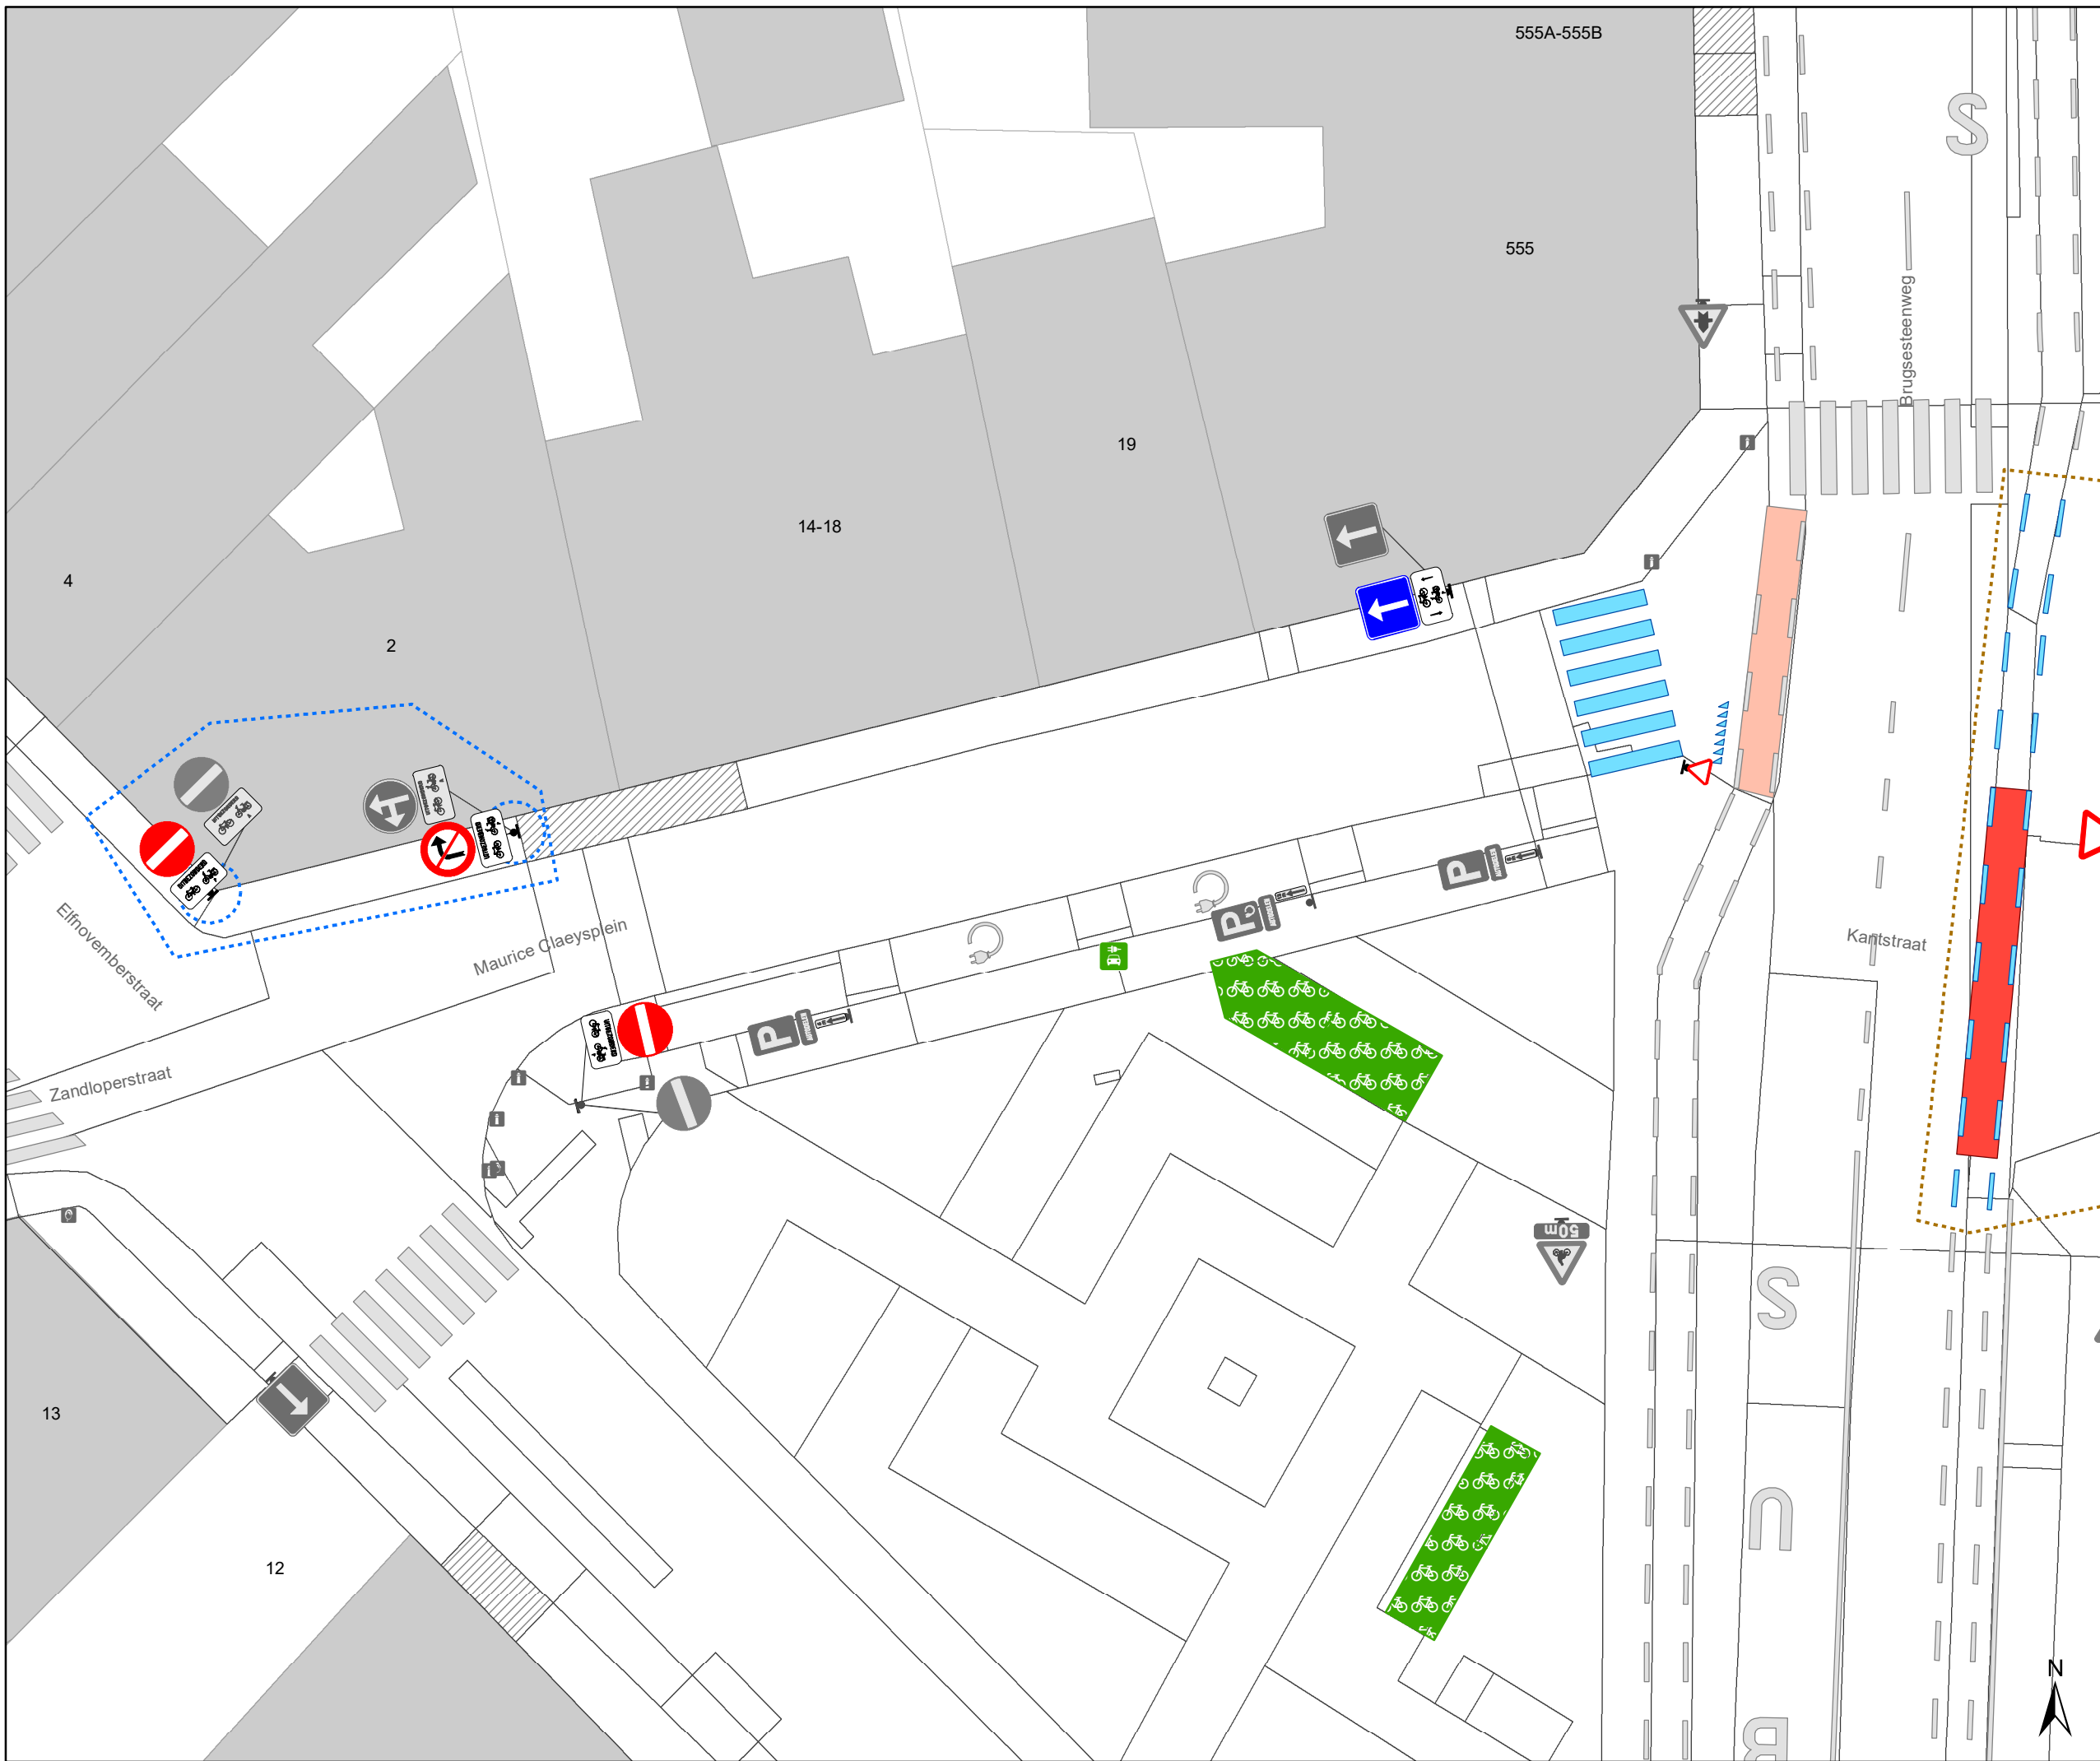 555A-555B
S
555
Brugsesteenweg
19
14-18
4
2
Kantstraat
Elfnovemberstraat
Maurice Claeysplein
P
P
P
Zandloperstraat
50m
S
13
U
12
N
B